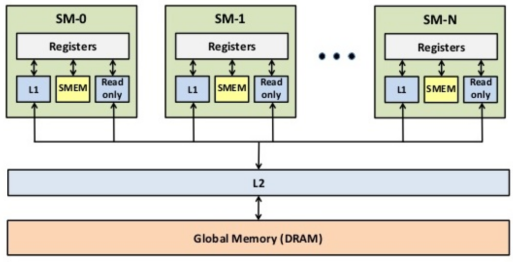 SM-0
Registers
L1
SMEM
Read only
SM-1
Registers
L1
SMEM
Read only
SM-N
Registers
L1
SMEM
Read only
L2
Global Memory (DRAM)